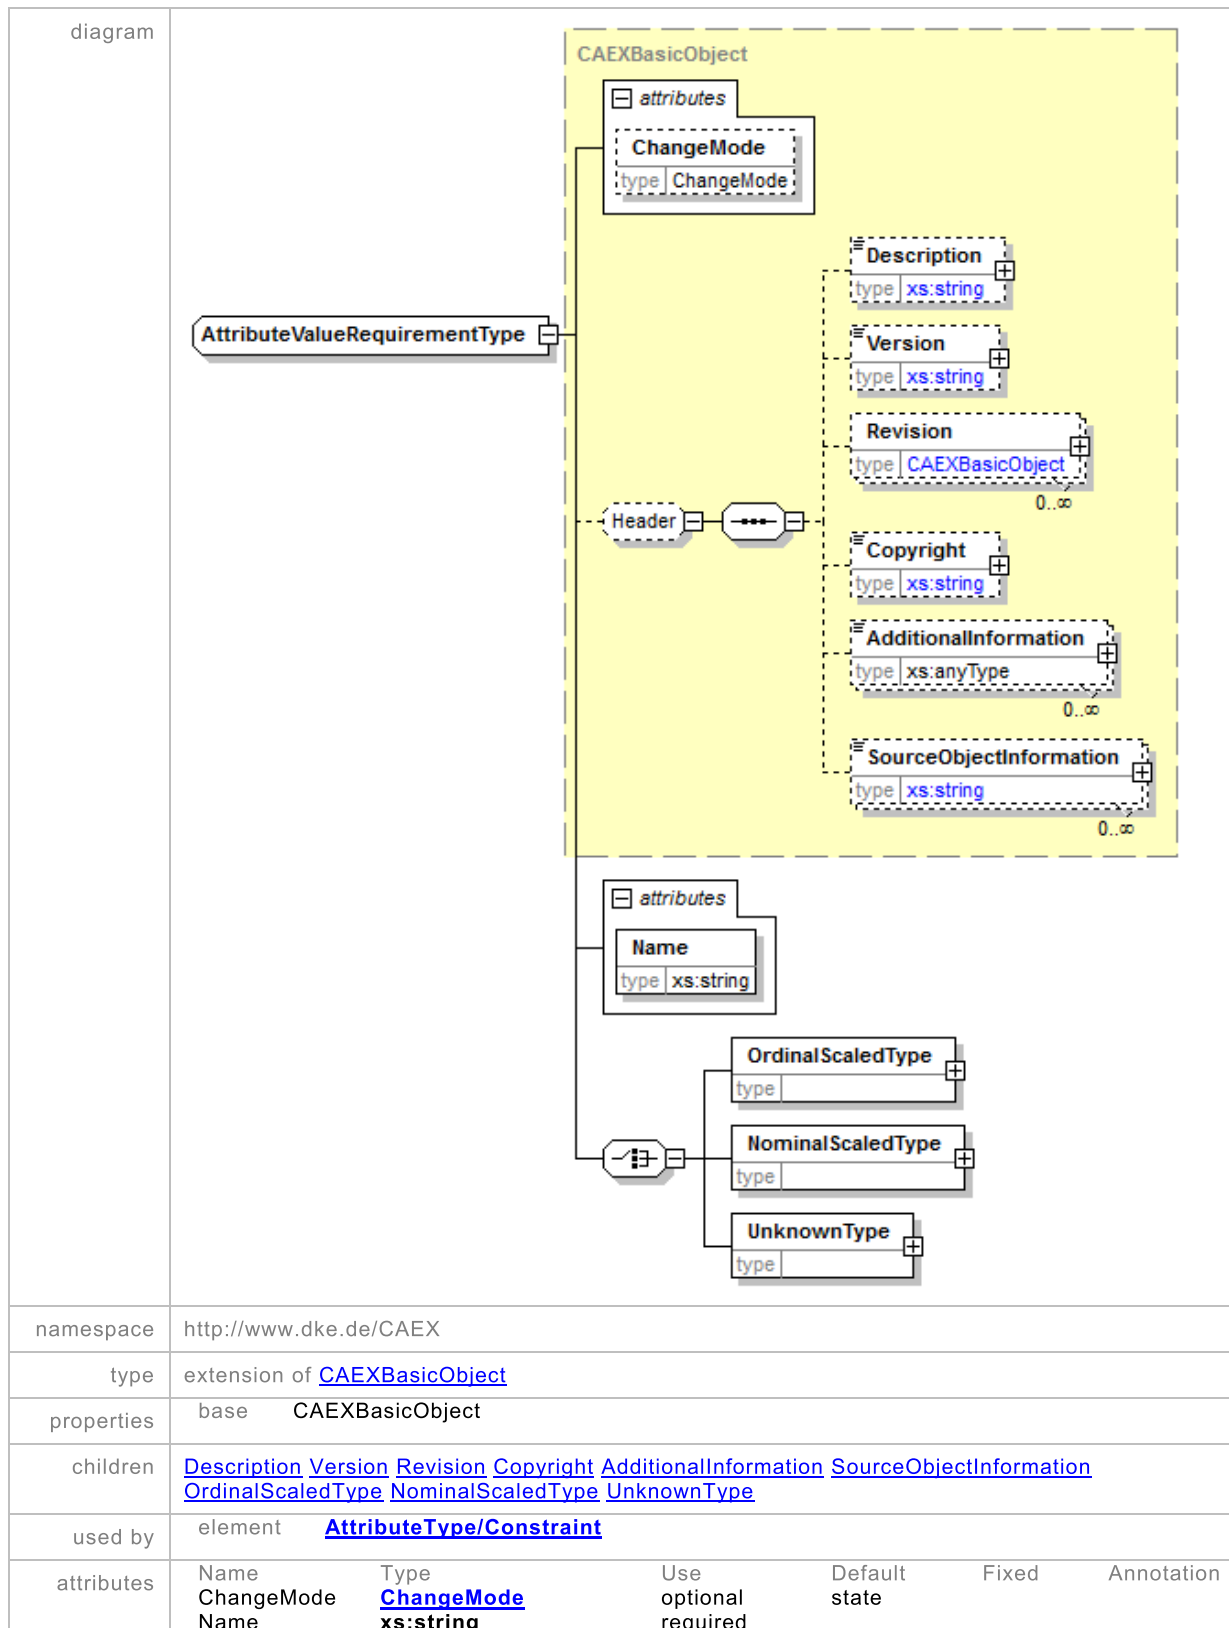 diagram
CAEXBasicObject
attributes
ChangeMode
type ChangeMode
Description
type xs:string
AttributeValueRequirementType
Version
type xs:string
Revision
type CAEXBasicObject
0..∞
Header
Copyright
type xs:string
AdditionalInformation
type xs:anyType
0..∞
SourceObjectInformation
type xs:string
0..∞
attributes
Name
type xs:string
OrdinalScaledType
type
NominalScaledType
type
UnknownType
type
namespace http://www.dke.de/CAEX
type extension of CAEXBasicObject
properties base CAEXBasicObject
children Description Version Revision Copyright AdditionalInformation SourceObjectInformation
OrdinalScaledType NominalScaledType UnknownType
used by element AttributeType/Constraint
attributes Name Type Use Default Fixed Annotation
ChangeMode ChangeMode optional state
Name xs:string required